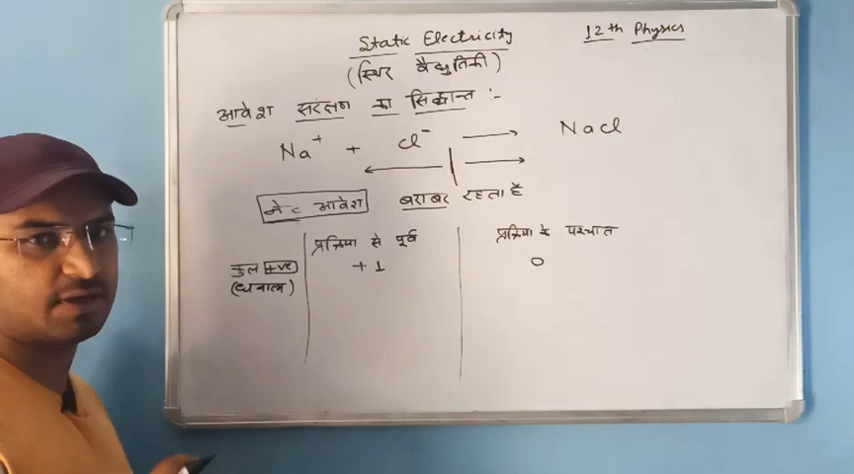 Static Electricity
12th Physics
(स्थिर वैद्युतिकी)
आवेश संरक्षण का सिद्धान्त :-
Na⁺ + Cl⁻ → NaCl
नेट आवेश बराबर रहता है
प्रक्रिया से पूर्व
प्रक्रिया के पश्चात
कुल +ve
+1
0
(धनात्म)